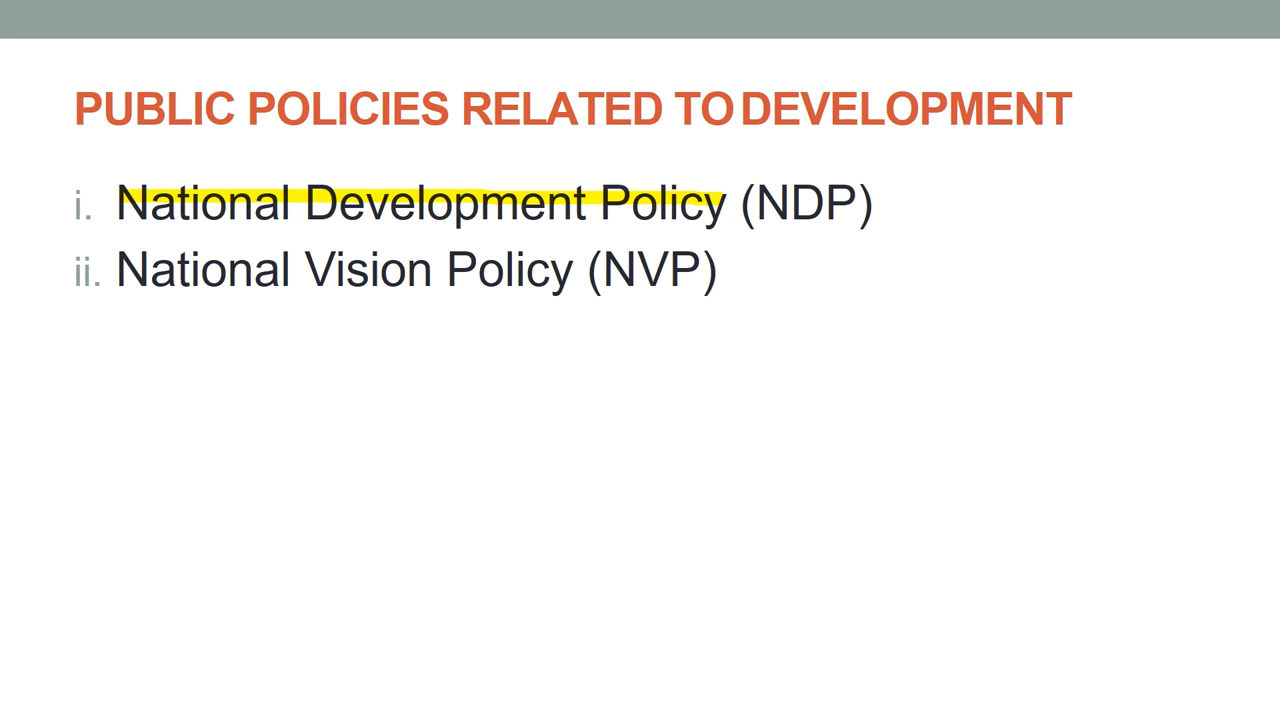 PUBLIC POLICIES RELATED TO DEVELOPMENT
i. National Development Policy (NDP)
ii. National Vision Policy (NVP)